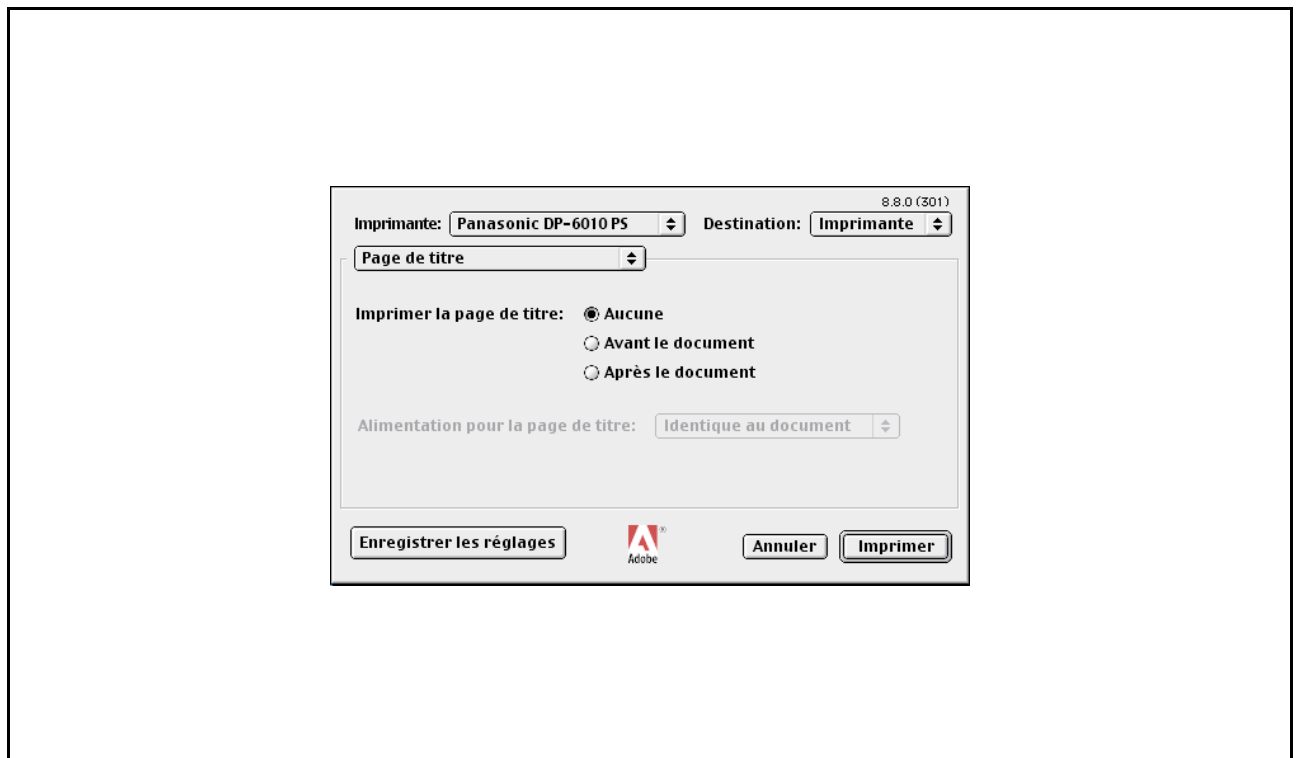 8.8.0 (301)
Imprimante: Panasonic DP-6010 PS Destination: Imprimante
Page de titre
Imprimer la page de titre: Aucune
Avant le document
Après le document
Alimentation pour la page de titre: Identique au document
Enregistrer les réglages
Adobe
®
Annuler Imprimer